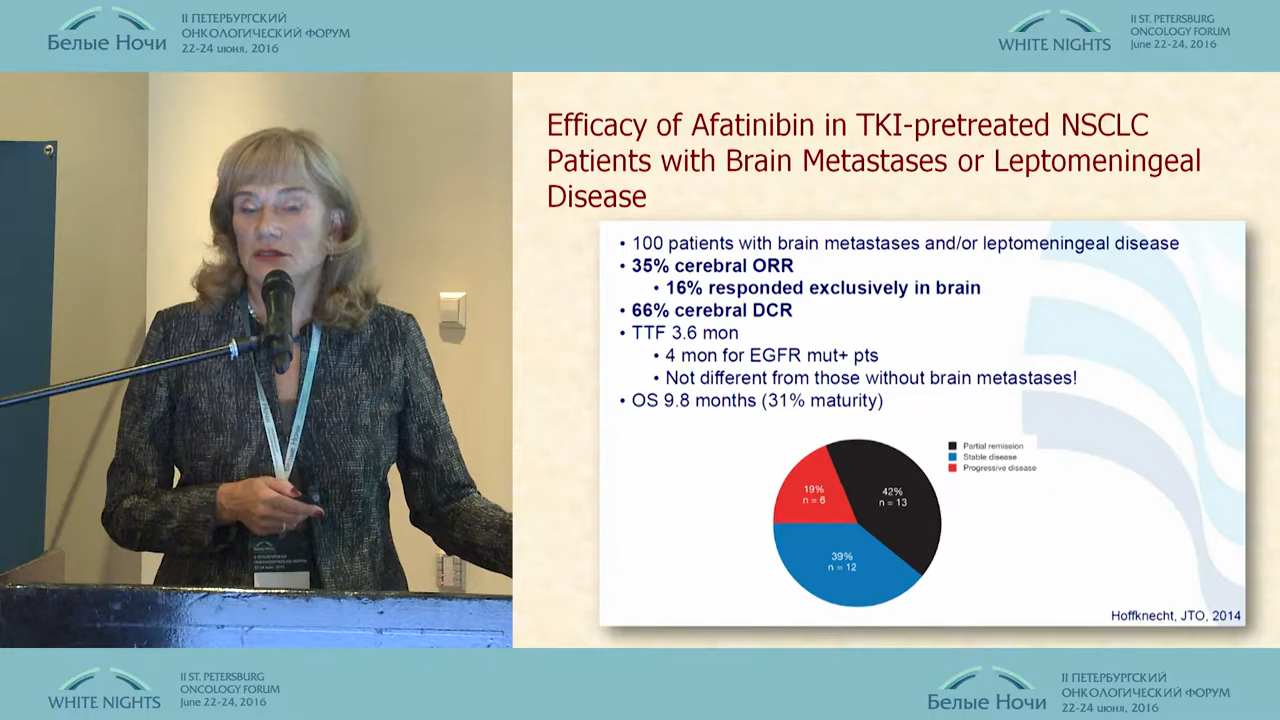 Белые Ночи
II ПЕТЕРБУРГСКИЙ
ОНКОЛОГИЧЕСКИЙ ФОРУМ
22-24 июня, 2016
WHITE NIGHTS
II ST. PETERSBURG
ONCOLOGY FORUM
June 22-24, 2016
Efficacy of Afatinibin in TKI-pretreated NSCLC
Patients with Brain Metastases or Leptomeningeal
Disease
• 100 patients with brain metastases and/or leptomeningeal disease
• 35% cerebral ORR
• 16% responded exclusively in brain
• 66% cerebral DCR
• TTF 3.6 mon
• 4 mon for EGFR mut+ pts
• Not different from those without brain metastases!
• OS 9.8 months (31% maturity)
Partial remission
Stable disease
Progressive disease
19%
n = 6
42%
n = 13
39%
n = 12
Hoffknecht, JTO, 2014
WHITE NIGHTS
II ST. PETERSBURG
ONCOLOGY FORUM
June 22-24, 2016
Белые Ночи
II ПЕТЕРБУРГСКИЙ
ОНКОЛОГИЧЕСКИЙ ФОРУМ
22-24 июня, 2016